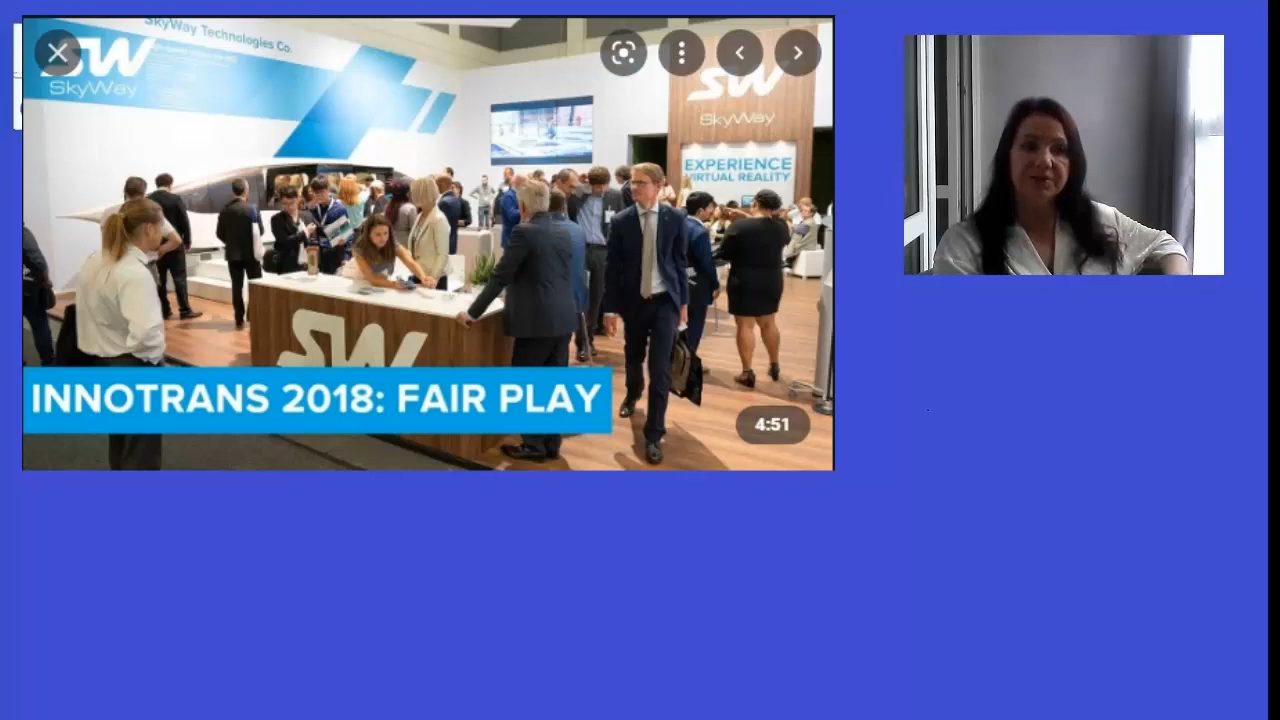 SkyWay Technologies Co.
SW
SkyWay
SW
SkyWay
EXPERIENCE
VIRTUAL REALITY
SW
INNOTRANS 2018: FAIR PLAY
4:51